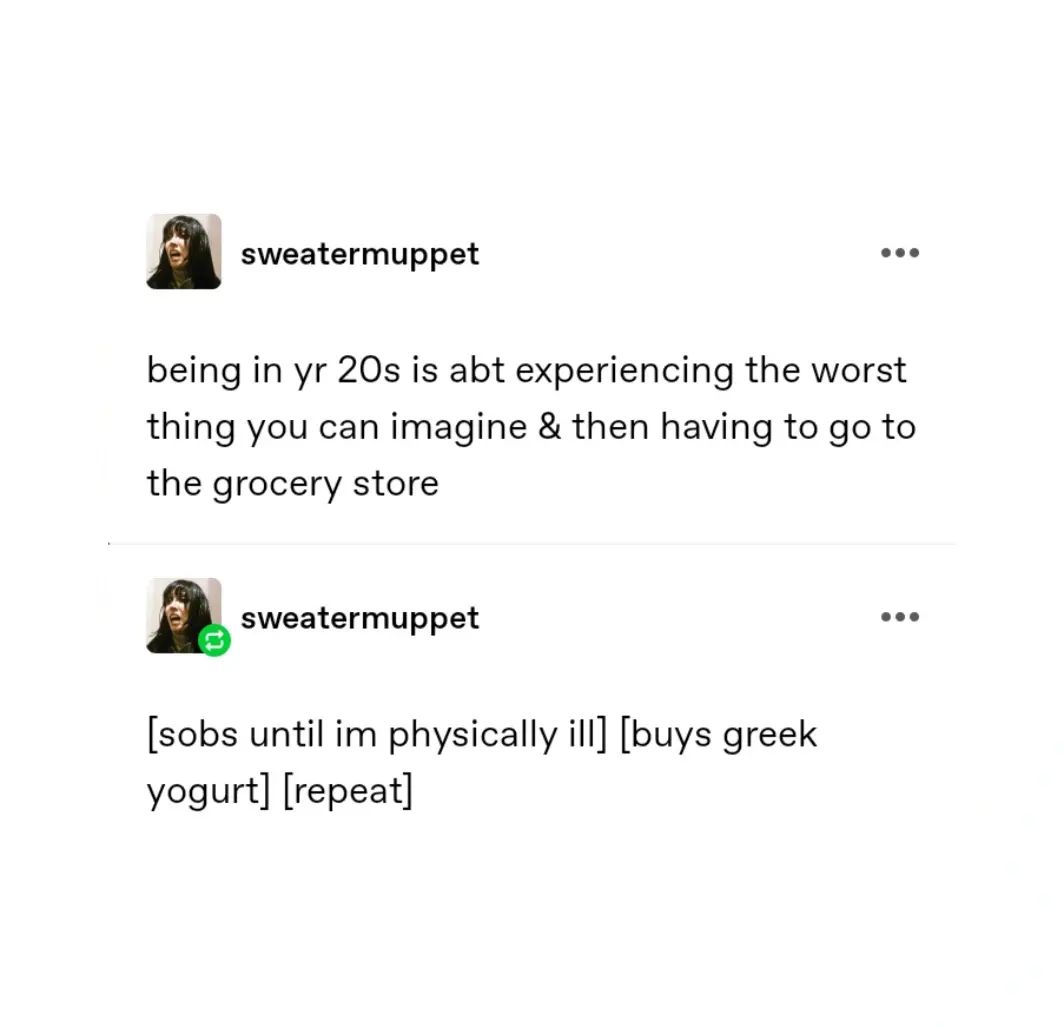 sweatermuppet
being in yr 20s is abt experiencing the worst
thing you can imagine & then having to go to
the grocery store
sweatermuppet
[sobs until im physically ill] [buys greek
yogurt] [repeat]